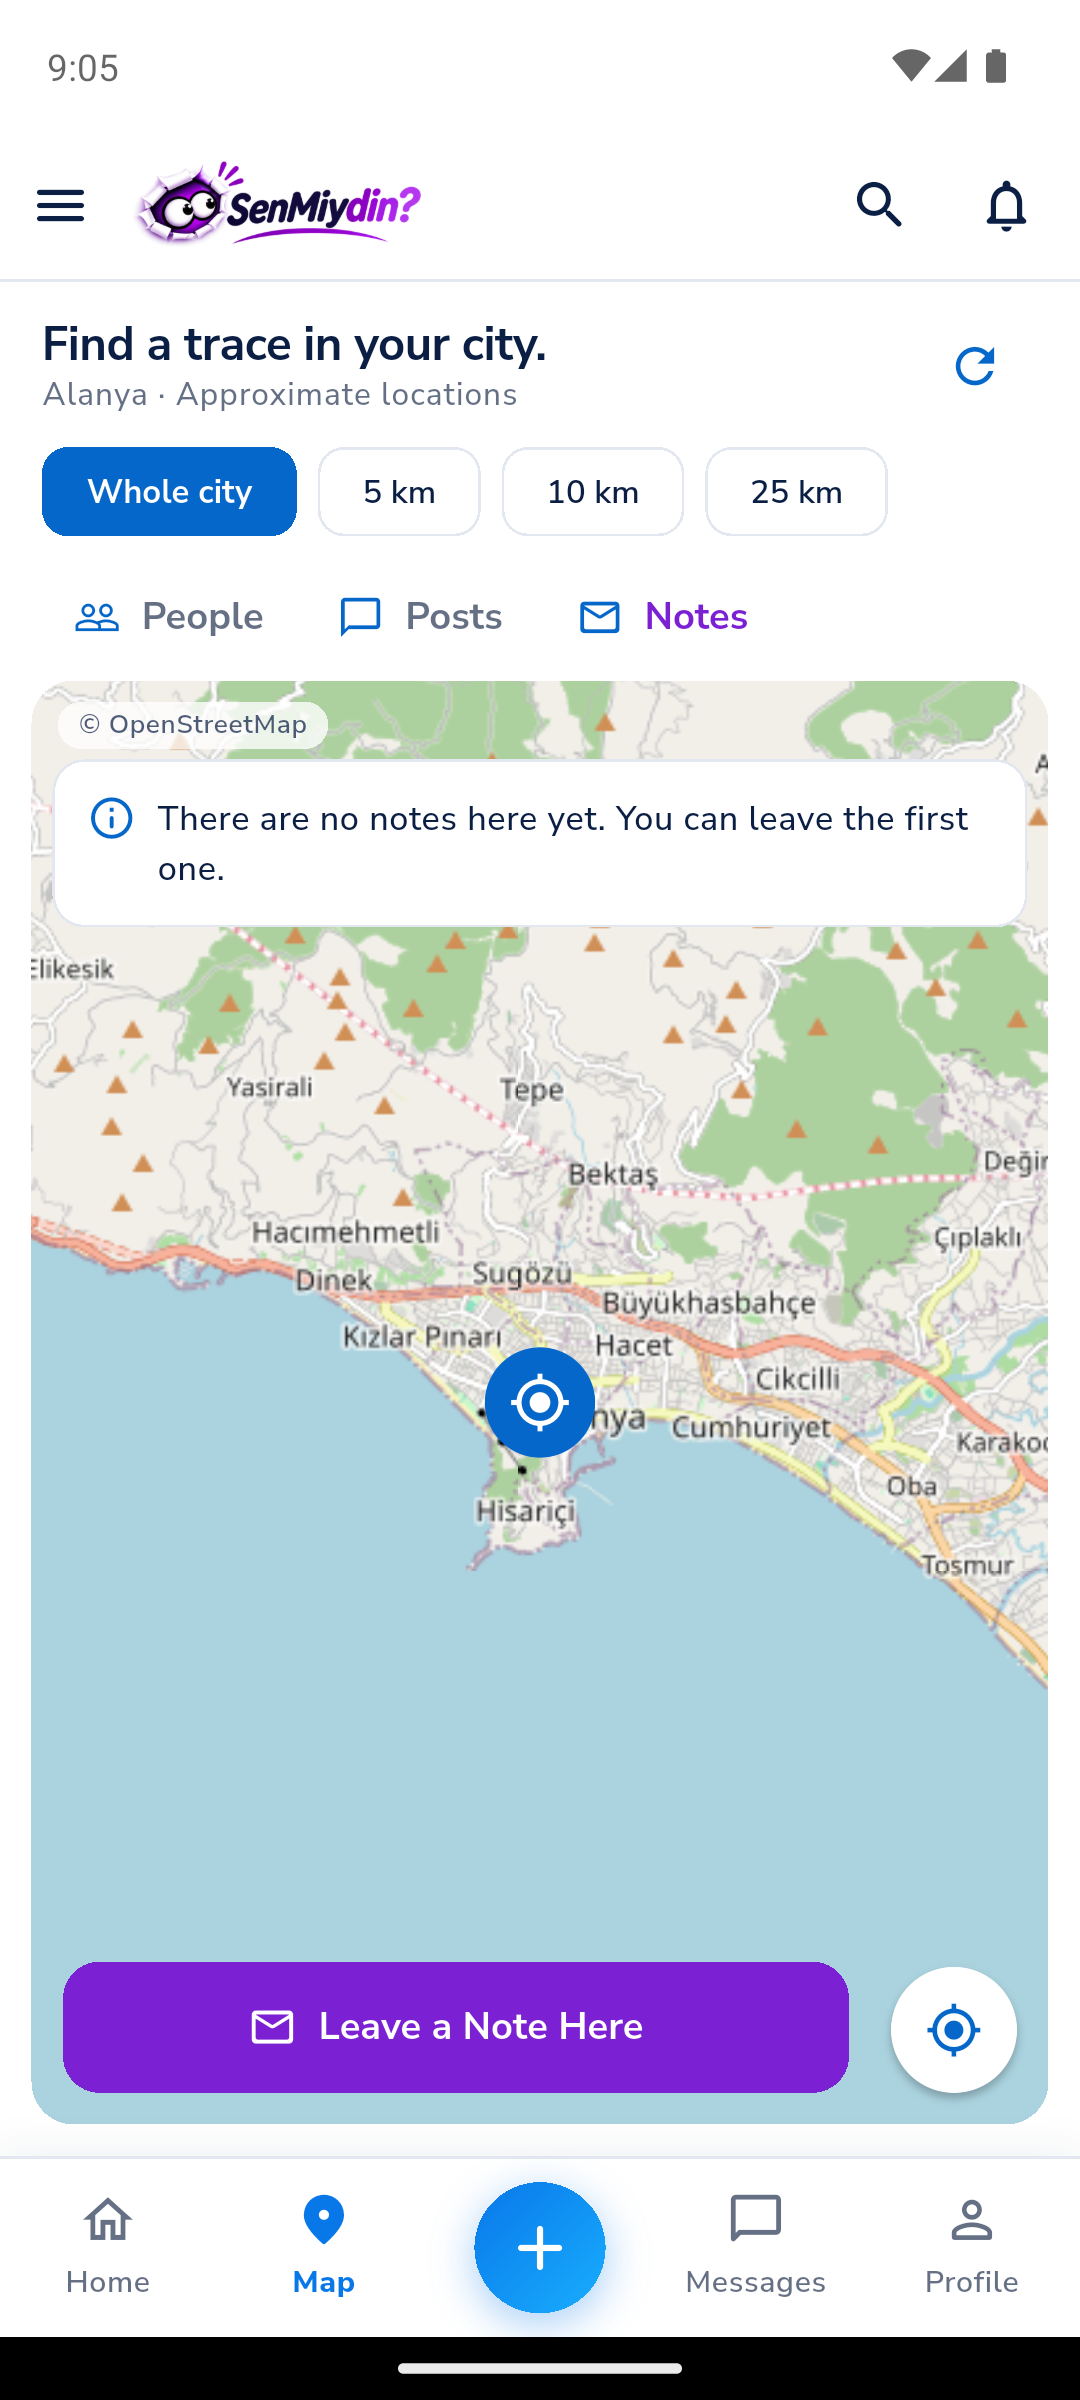 9:05
SenMiydin?
Find a trace in your city.
Alanya · Approximate locations
Whole city
5 km
10 km
25 km
People
Posts
Notes
© OpenStreetMap
There are no notes here yet. You can leave the first
one.
Elikesik
Yasirali
Tepe
Bektaş
Değir
Hacımehmetli
Çıplaklı
Dinek
Sugözü
Büyükhasbahçe
Kızlar Pınarı
Hacet
Cikcilli
nya
Cumhuriyet
Karakoc
Oba
Hisariçi
Tosmur
Leave a Note Here
Home
Map
Messages
Profile